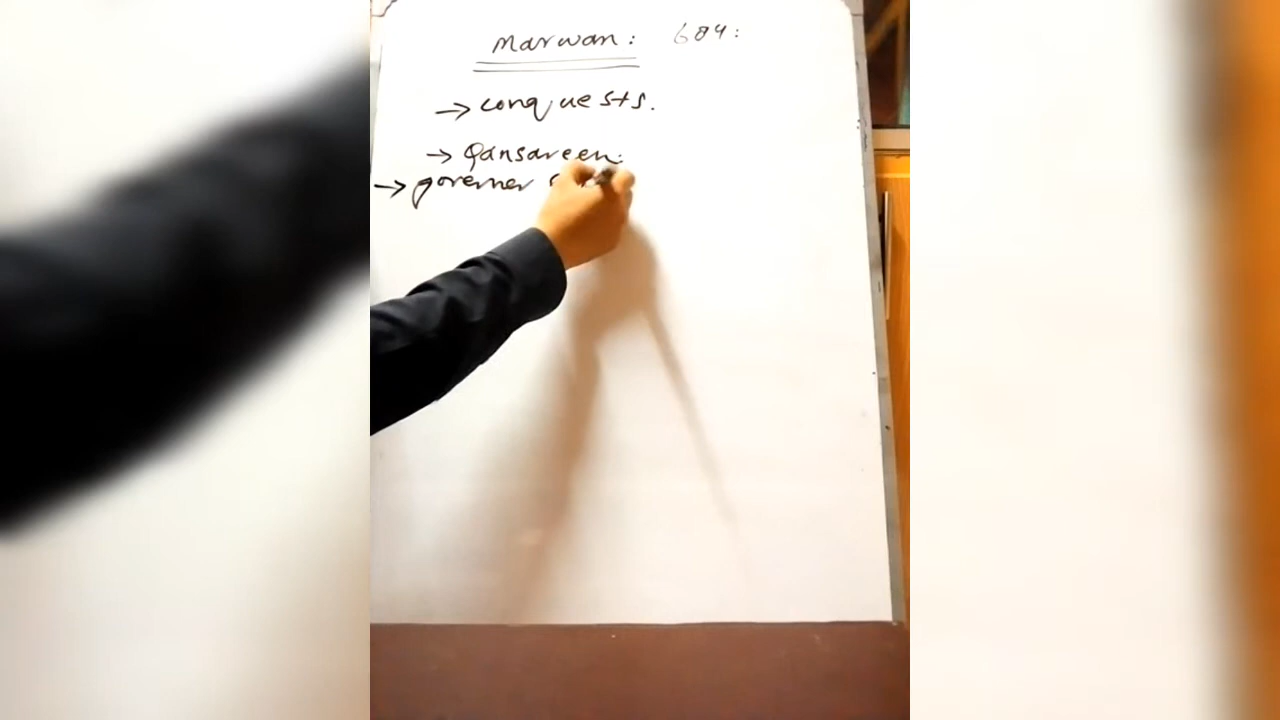 Marwan: 684:
→ conquests.
→ Qansareen:
→ governer